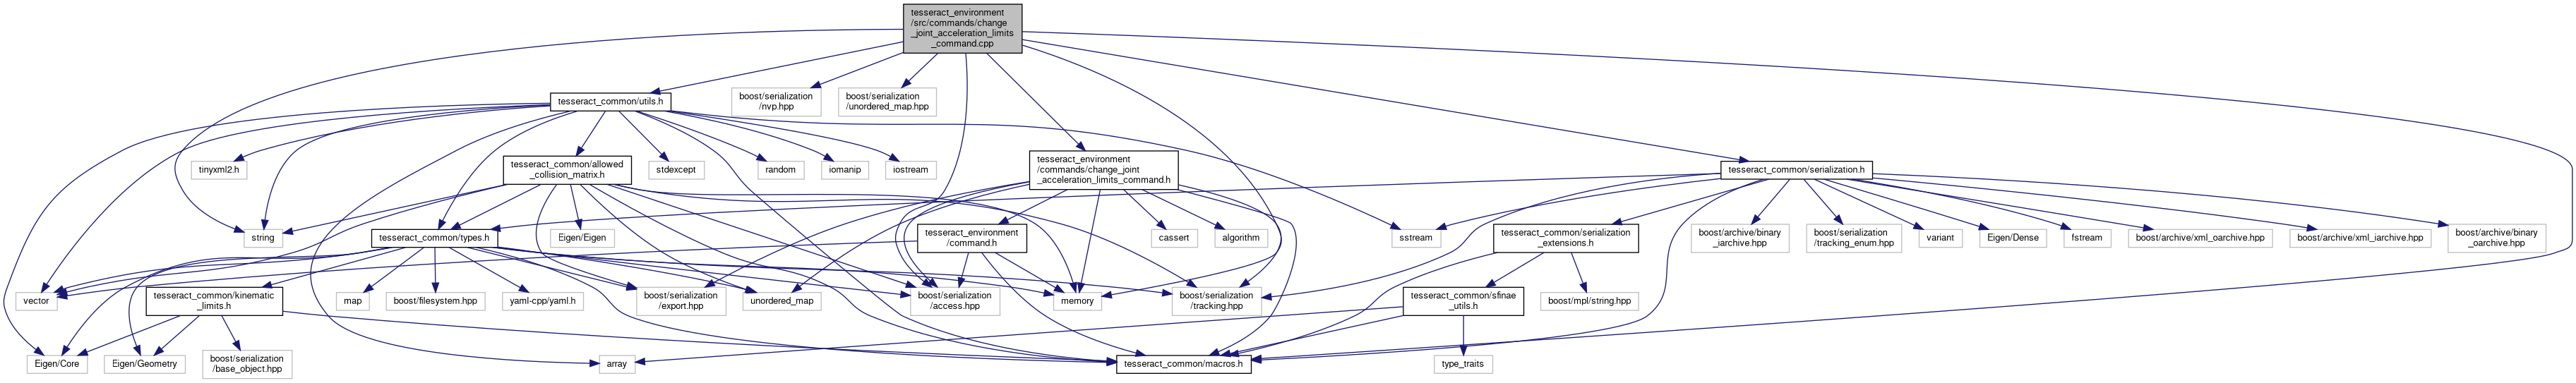 tesseract_environment
/src/commands/change
_joint_acceleration_limits
_command.cpp
tesseract_common/utils.h
boost/serialization
/nvp.hpp
boost/serialization
/unordered_map.hpp
tinyxml2.h
tesseract_common/allowed
_collision_matrix.h
stdexcept
random
iomanip
iostream
tesseract_environment
/commands/change_joint
_acceleration_limits_command.h
tesseract_common/serialization.h
string
tesseract_common/types.h
Eigen/Eigen
tesseract_environment
/command.h
cassert
algorithm
sstream
tesseract_common/serialization
_extensions.h
boost/archive/binary
_iarchive.hpp
boost/serialization
/tracking_enum.hpp
variant
Eigen/Dense
fstream
boost/archive/xml_oarchive.hpp
boost/archive/xml_iarchive.hpp
boost/archive/binary
_oarchive.hpp
vector
tesseract_common/kinematic
_limits.h
map
boost/filesystem.hpp
yaml-cpp/yaml.h
boost/serialization
/export.hpp
unordered_map
boost/serialization
/access.hpp
memory
boost/serialization
/tracking.hpp
tesseract_common/sfinae
_utils.h
boost/mpl/string.hpp
Eigen/Core
Eigen/Geometry
boost/serialization
/base_object.hpp
array
tesseract_common/macros.h
type_traits